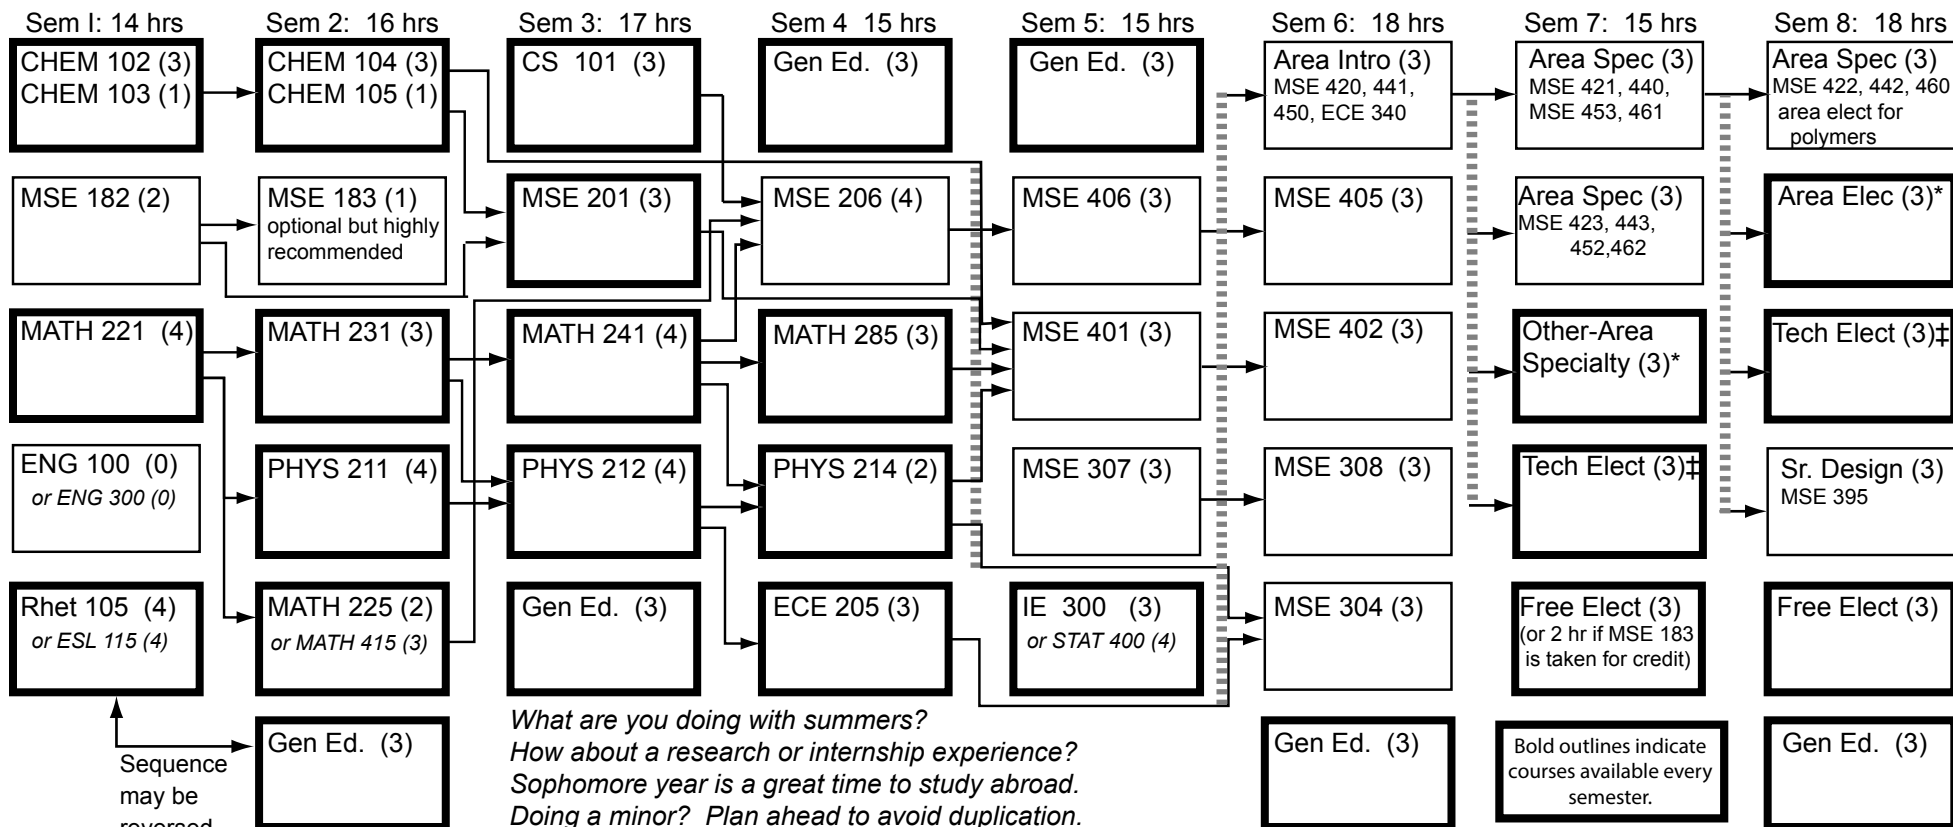 Sem I: 14 hrs
CHEM 102 (3)
CHEM 103 (1)
MSE 182 (2)
MATH 221 (4)
ENG 100 (0)
or ENG 300 (0)
Rhet 105 (4)
or ESL 115 (4)
Sequence
may be
reversed
Sem 2: 16 hrs
CHEM 104 (3)
CHEM 105 (1)
MSE 183 (1)
optional but highly
recommended
MATH 231 (3)
PHYS 211 (4)
MATH 225 (2)
or MATH 415 (3)
Gen Ed. (3)
Sem 3: 17 hrs
CS 101 (3)
MSE 201 (3)
MATH 241 (4)
PHYS 212 (4)
Gen Ed. (3)
Sem 4 15 hrs
Gen Ed. (3)
MSE 206 (4)
MATH 285 (3)
PHYS 214 (2)
ECE 205 (3)
What are you doing with summers?
How about a research or internship experience?
Sophomore year is a great time to study abroad.
Doing a minor? Plan ahead to avoid duplication.
Sem 5: 15 hrs
Gen Ed. (3)
MSE 406 (3)
MSE 401 (3)
MSE 307 (3)
IE 300 (3)
or STAT 400 (4)
Sem 6: 18 hrs
Area Intro (3)
MSE 420, 441,
450, ECE 340
MSE 405 (3)
MSE 402 (3)
MSE 308 (3)
MSE 304 (3)
Gen Ed. (3)
Sem 7: 15 hrs
Area Spec (3)
MSE 421, 440,
MSE 453, 461
Area Spec (3)
MSE 423, 443,
452,462
Other-Area
Specialty (3)*
Tech Elect (3)‡
Free Elect (3)
(or 2 hr if MSE 183
is taken for credit)
Bold outlines indicate
courses available every
semester.
Sem 8: 18 hrs
Area Spec (3)
MSE 422, 442, 460
area elect for
polymers
Area Elec (3)*
Tech Elect (3)‡
Sr. Design (3)
MSE 395
Free Elect (3)
Gen Ed. (3)